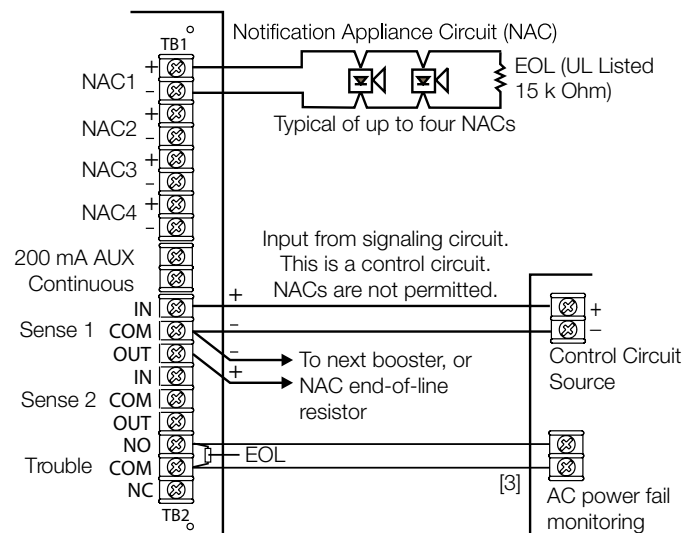 Notification Appliance Circuit (NAC)
TB1
+
NAC1
–
EOL (UL Listed
15 k Ohm)
Typical of up to four NACs
+
NAC2
–
+
NAC3
–
+
NAC4
–
200 mA AUX
Continuous
Input from signaling circuit.
This is a control circuit.
NACs are not permitted.
IN
+
+
Sense 1
COM
–
–
Control Circuit
Source
OUT
–
+
To next booster, or
NAC end-of-line
resistor
IN
Sense 2
COM
OUT
NO
EOL
Trouble
COM
NC
[3]
AC power fail
monitoring
TB2